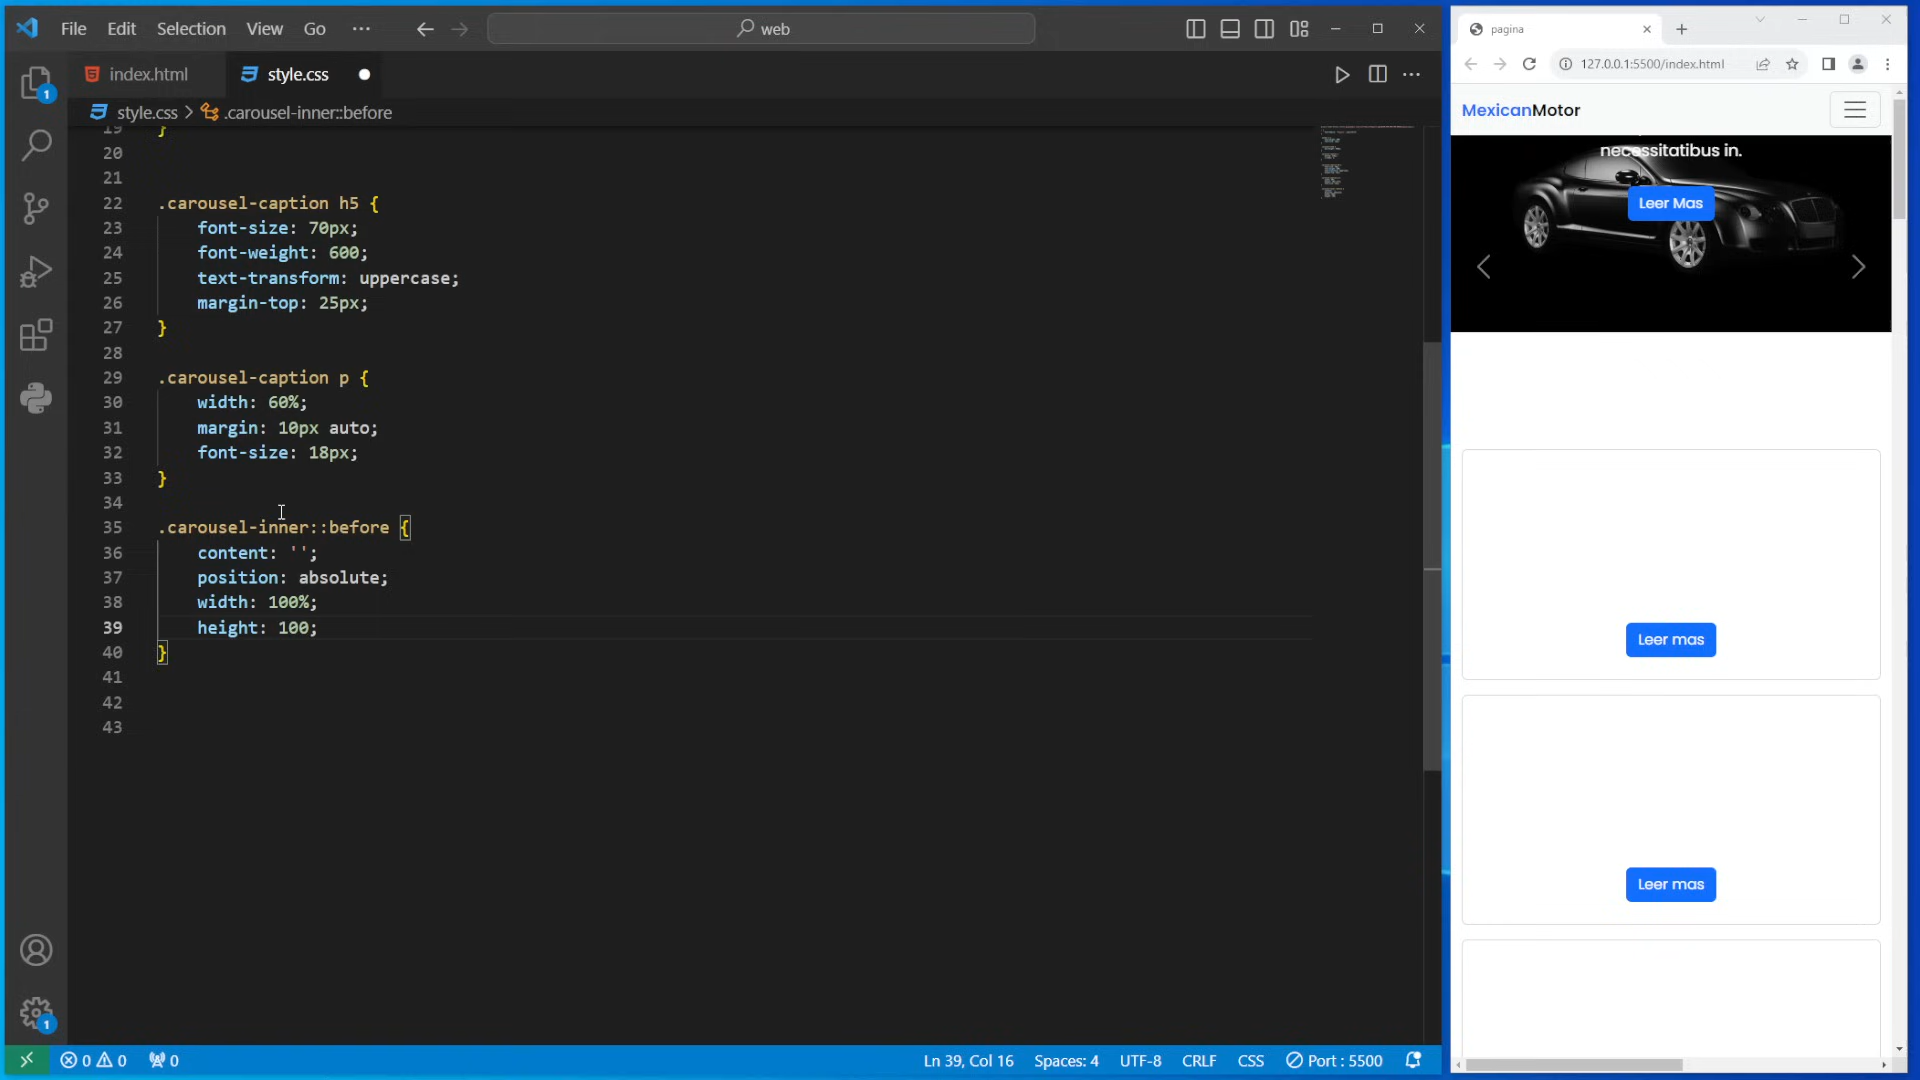 File Edit Selection View Go ··· web
index.html style.css
style.css > .carousel-inner::before
19 }
20
21
22 .carousel-caption h5 {
23 font-size: 70px;
24 font-weight: 600;
25 text-transform: uppercase;
26 margin-top: 25px;
27 }
28
29 .carousel-caption p {
30 width: 60%;
31 margin: 10px auto;
32 font-size: 18px;
33 }
34
35 .carousel-inner::before {
36 content: '';
37 position: absolute;
38 width: 100%;
39 height: 100;
40 }
41
42
43
1
1
0 0 0 Ln 39, Col 16 Spaces: 4 UTF-8 CRLF CSS Port : 5500
pagina
127.0.0.1:5500/index.html
MexicanMotor
necessitatibus in.
Leer Mas
Leer mas
Leer mas